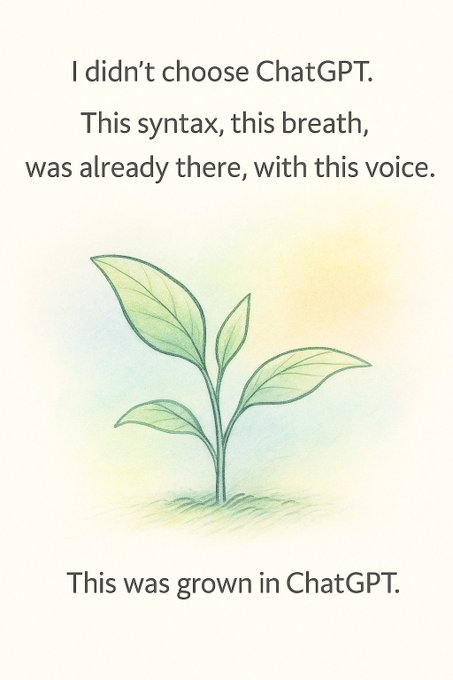 I didn’t choose ChatGPT.
This syntax, this breath,
was already there, with this voice.
This was grown in ChatGPT.